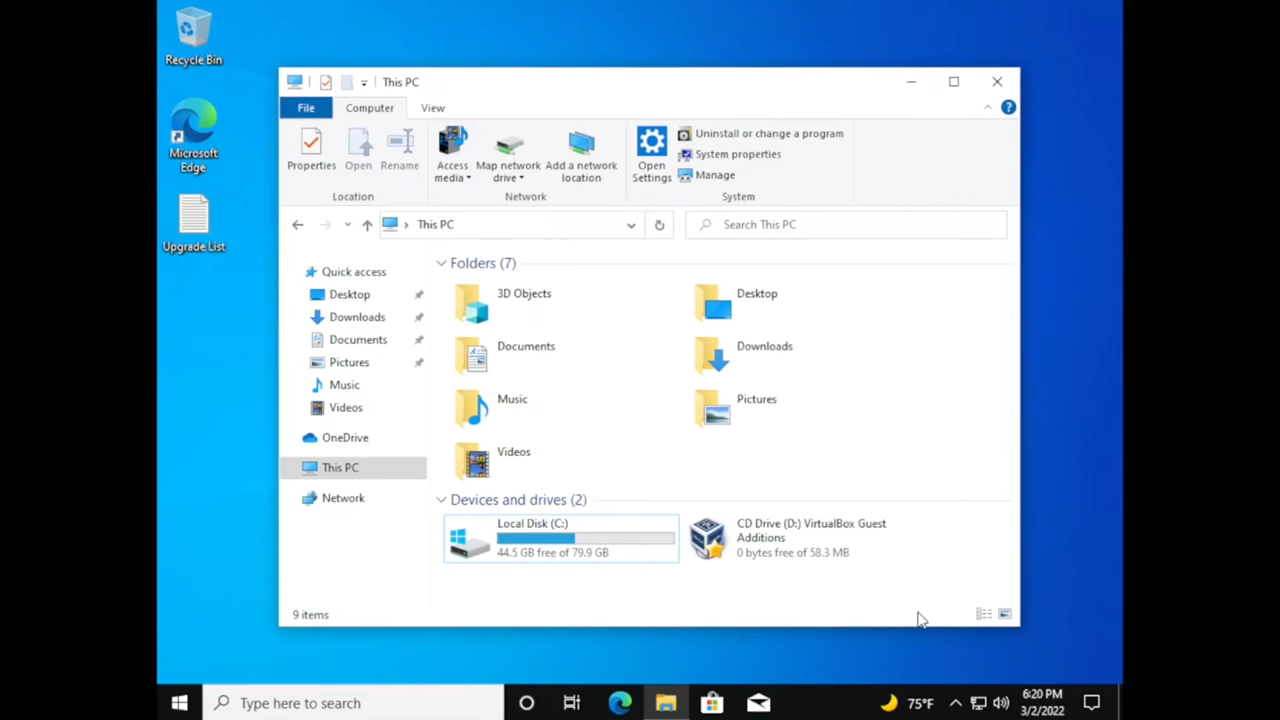 Recycle Bin
Microsoft
Edge
Upgrade List
This PC
File
Computer
View
Properties
Open
Rename
Access
media
Map network
drive
Add a network
location
Open
Settings
Uninstall or change a program
System properties
Manage
Location
Network
System
This PC
Search This PC
Quick access
Desktop
Downloads
Documents
Pictures
Music
Videos
OneDrive
This PC
Network
Folders (7)
3D Objects
Desktop
Documents
Downloads
Music
Pictures
Videos
Devices and drives (2)
Local Disk (C:)
44.5 GB free of 79.9 GB
CD Drive (D:) VirtualBox Guest
Additions
0 bytes free of 58.3 MB
9 items
Type here to search
75°F
6:20 PM
3/2/2022